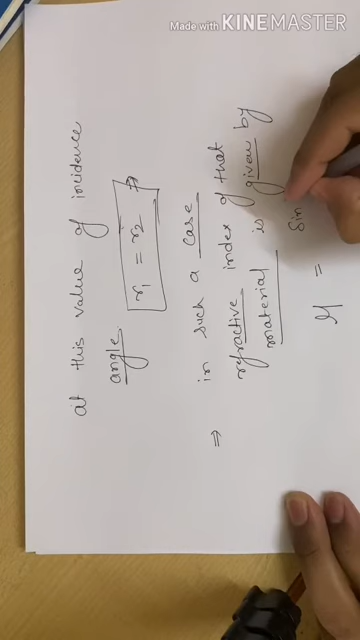 Made with KINEMASTER
at this value of incidence
angle.
r₁ = r₂
⇒ in such a case
refractive index of that
material is given by
μ = sin